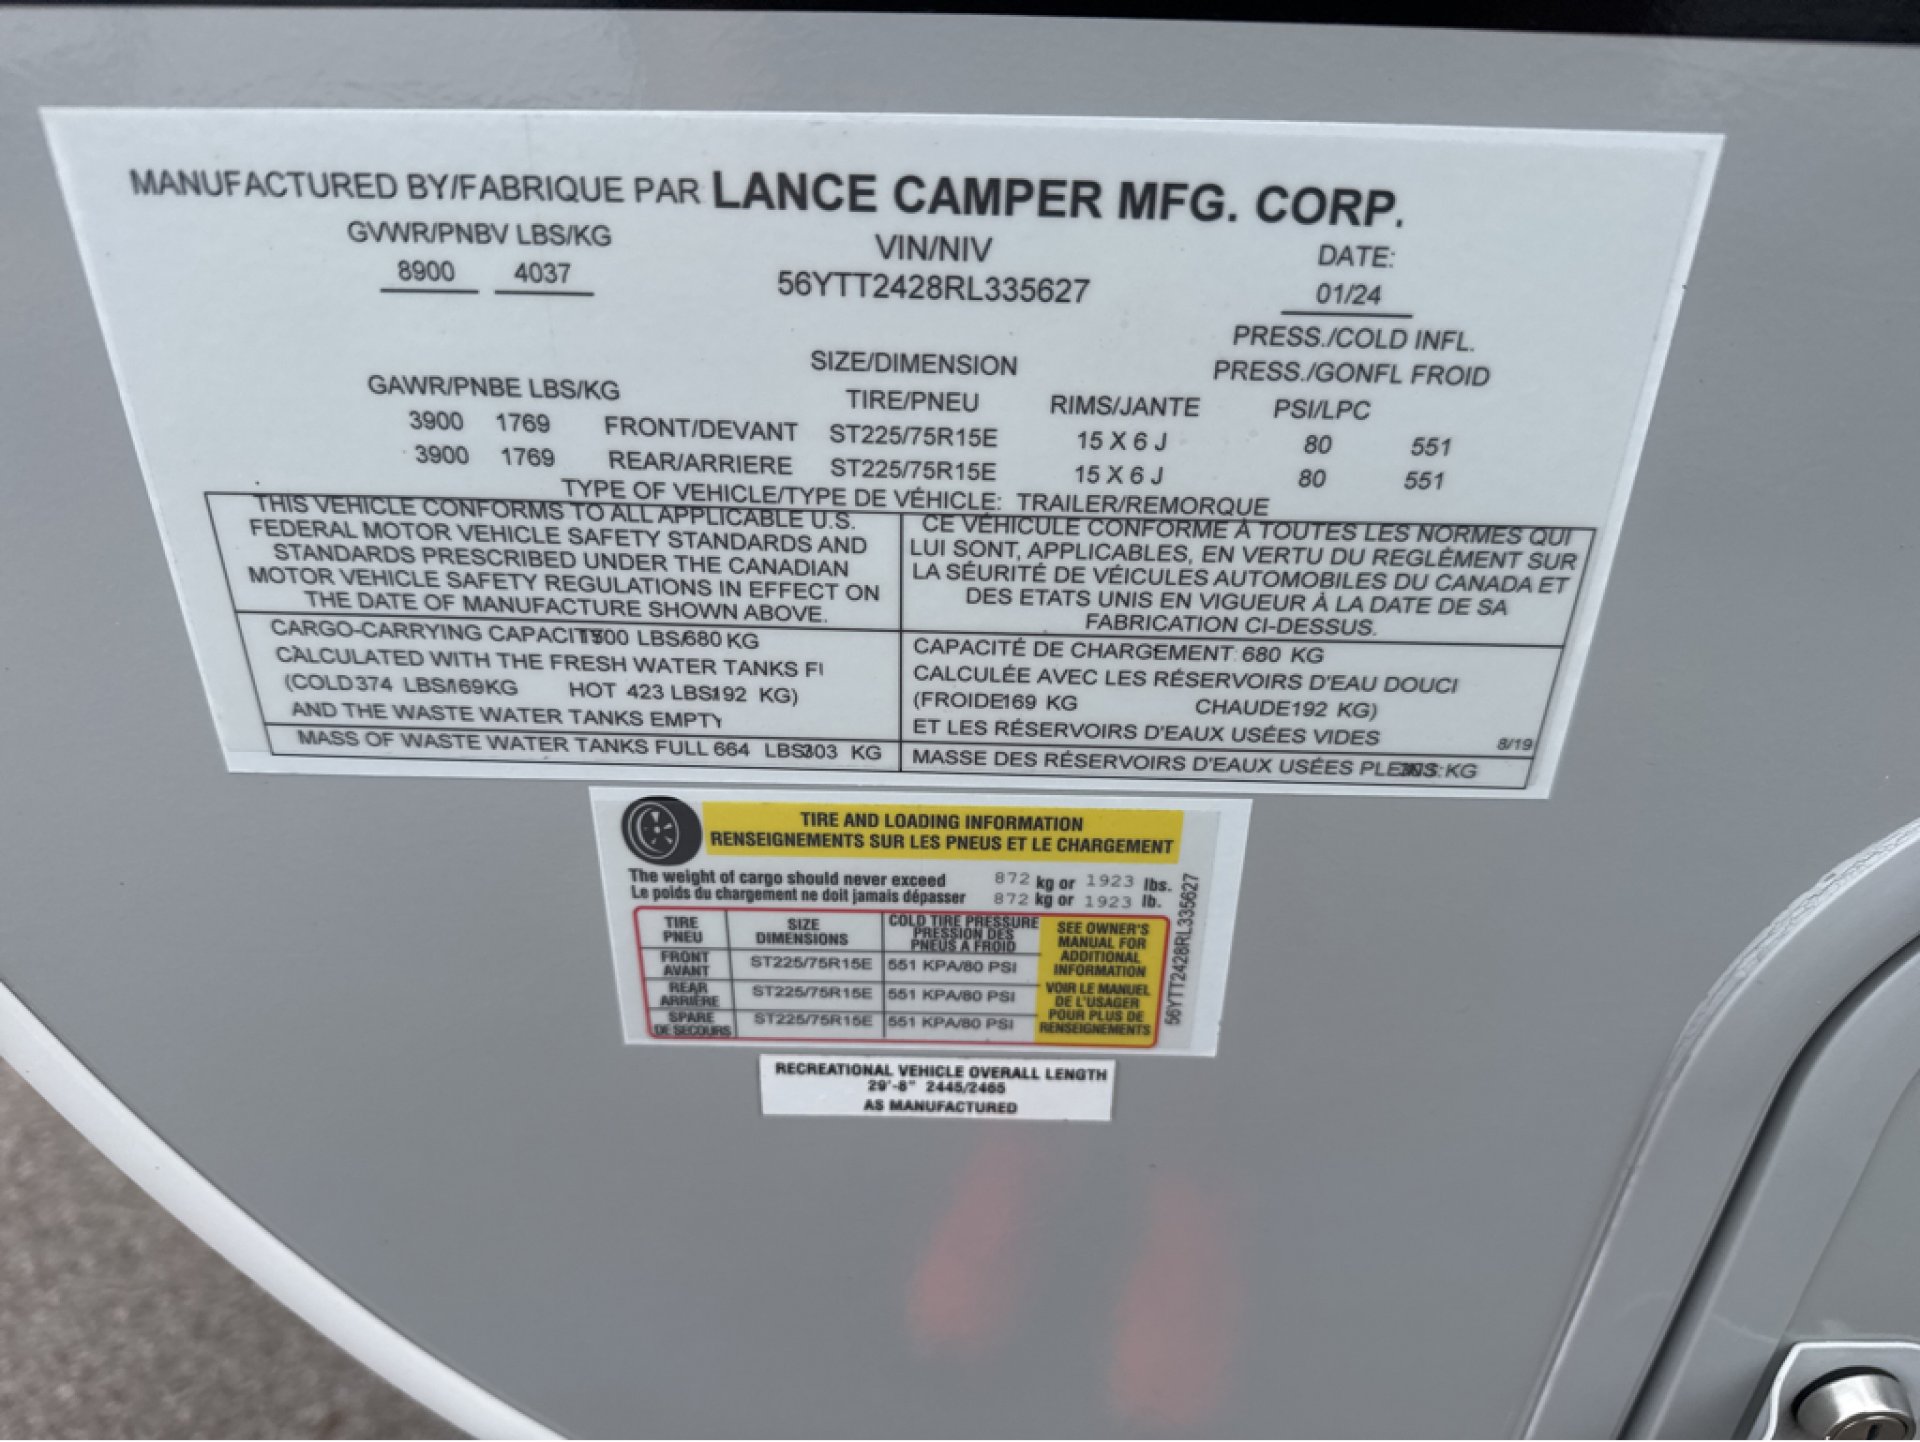 MANUFACTURED BY/FABRIQUE PAR LANCE CAMPER MFG. CORP.
GVWR/PNBV LBS/KG VIN/NIV DATE:
8900 4037 56YTT2428RL335627 01/24
PRESS./COLD INFL.
SIZE/DIMENSION PRESS./GONFL FROID
GAWR/PNBE LBS/KG TIRE/PNEU RIMS/JANTE PSI/LPC
3900 1769 FRONT/DEVANT ST225/75R15E 15 X 6 J 80 551
3900 1769 REAR/ARRIERE ST225/75R15E 15 X 6 J 80 551
TYPE OF VEHICLE/TYPE DE VÉHICLE: TRAILER/REMORQUE
THIS VEHICLE CONFORMS TO ALL APPLICABLE U.S.
FEDERAL MOTOR VEHICLE SAFETY STANDARDS AND
STANDARDS PRESCRIBED UNDER THE CANADIAN
MOTOR VEHICLE SAFETY REGULATIONS IN EFFECT ON
THE DATE OF MANUFACTURE SHOWN ABOVE.
CE VÉHICULE CONFORME À TOUTES LES NORMES QUI
LUI SONT, APPLICABLES, EN VERTU DU REGLÉMENT SUR
LA SÉURITÉ DE VÉICULES AUTOMOBILES DU CANADA ET
DES ETATS UNIS EN VIGUEUR À LA DATE DE SA
FABRICATION CI-DESSUS.
CARGO-CARRYING CAPACITY 1500 LBS/680 KG
CALCULATED WITH THE FRESH WATER TANKS
(COLD 374 LBS/169KG HOT 423 LBS/192 KG)
AND THE WASTE WATER TANKS EMPTY
MASS OF WASTE WATER TANKS FULL 664 LBS/303 KG
CAPACITÉ DE CHARGEMENT: 680 KG
CALCULÉE AVEC LES RÉSERVOIRS D'EAU DOUCI
(FROIDE169 KG CHAUDE192 KG)
ET LES RÉSERVOIRS D'EAUX USÉES VIDES
8/19
MASSE DES RÉSERVOIRS D'EAUX USÉES KG
TIRE AND LOADING INFORMATION
RENSEIGNEMENTS SUR LES PNEUS ET LE CHARGEMENT
The weight of cargo should never exceed 872 kg or 1923 lbs.
Le poids du chargement ne doit jamais dépasser 872 kg or 1923 lb.
TIRE PNEU SIZE DIMENSIONS COLD TIRE PRESSURE PRESSION DES PNEUS A FROID
FRONT AVANT ST225/75R15E 551 KPA/80 PSI
REAR ARRIÈRE ST225/75R15E 551 KPA/80 PSI
SPARE DE SECOURS ST225/75R15E 551 KPA/80 PSI
SEE OWNER'S
MANUAL FOR
ADDITIONAL
INFORMATION
VOIR LE MANUEL
DE L'USAGER
POUR PLUS DE
RENSEIGNEMENTS
56YTT2428RL335627
RECREATIONAL VEHICLE OVERALL LENGTH
29'-8" 2445/2465
AS MANUFACTURED